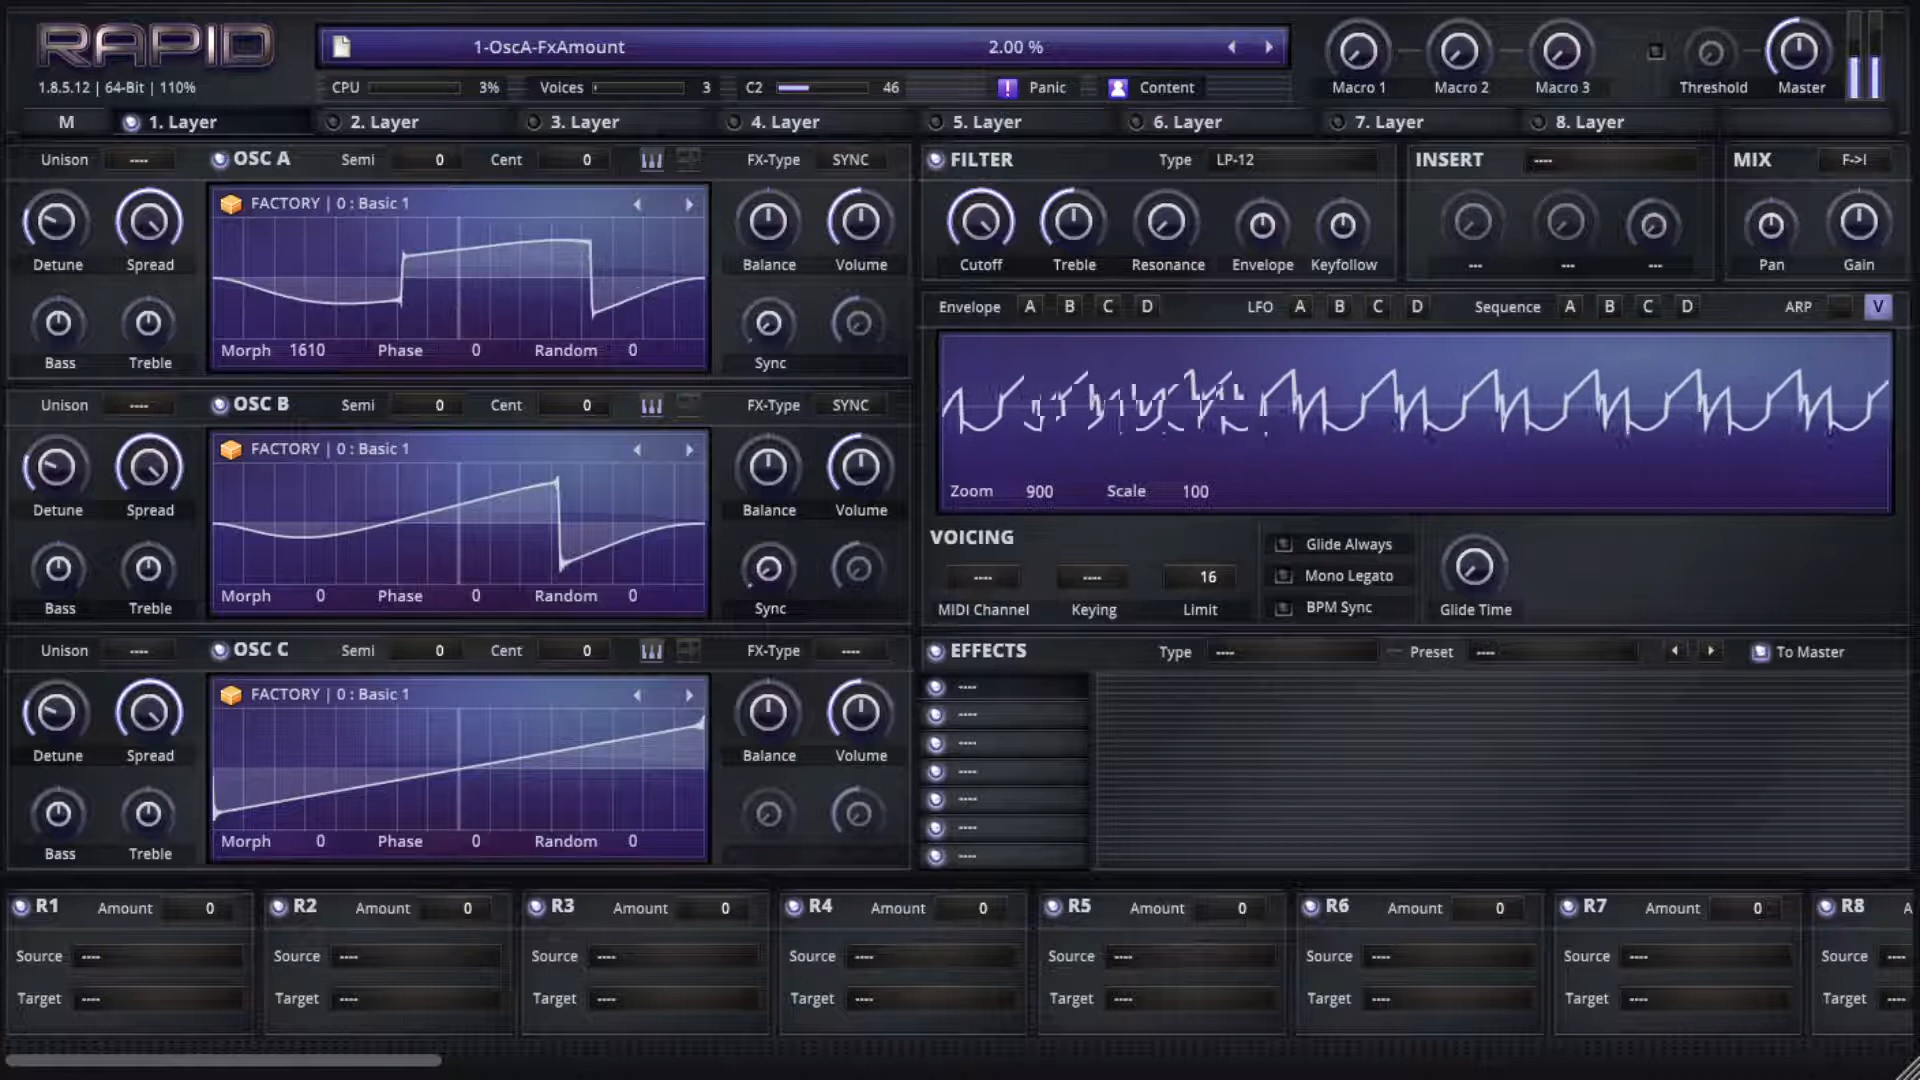 RAPID
1-OscA-FxAmount 2.00 %
1.8.5.12 | 64-Bit | 110%
CPU 3% Voices 3 C2 46 ! Panic Content
Macro 1 Macro 2 Macro 3 Threshold Master
M 1. Layer 2. Layer 3. Layer 4. Layer 5. Layer 6. Layer 7. Layer 8. Layer
Unison ---- OSC A Semi 0 Cent 0 FX-Type SYNC
FACTORY | 0 : Basic 1
Detune Spread Balance Volume
Morph 1610 Phase 0 Random 0
Bass Treble Sync
Unison ---- OSC B Semi 0 Cent 0 FX-Type SYNC
FACTORY | 0 : Basic 1
Detune Spread Balance Volume
Morph 0 Phase 0 Random 0
Bass Treble Sync
Unison ---- OSC C Semi 0 Cent 0 FX-Type ----
FACTORY | 0 : Basic 1
Detune Spread Balance Volume
Morph 0 Phase 0 Random 0
Bass Treble
FILTER Type LP-12
Cutoff Treble Resonance Envelope Keyfollow
INSERT ----
--- --- ---
MIX F->I
Pan Gain
Envelope A B C D LFO A B C D Sequence A B C D ARP V
Zoom 900 Scale 100
VOICING
---- ---- 16
MIDI Channel Keying Limit
Glide Always
Mono Legato
BPM Sync
Glide Time
EFFECTS Type ---- Preset ---- To Master
----
----
----
----
----
----
----
R1 Amount 0 R2 Amount 0 R3 Amount 0 R4 Amount 0 R5 Amount 0 R6 Amount 0 R7 Amount 0 R8 A
Source ---- Source ---- Source ---- Source ---- Source ---- Source ---- Source ---- Source ----
Target ---- Target ---- Target ---- Target ---- Target ---- Target ---- Target ---- Target ----